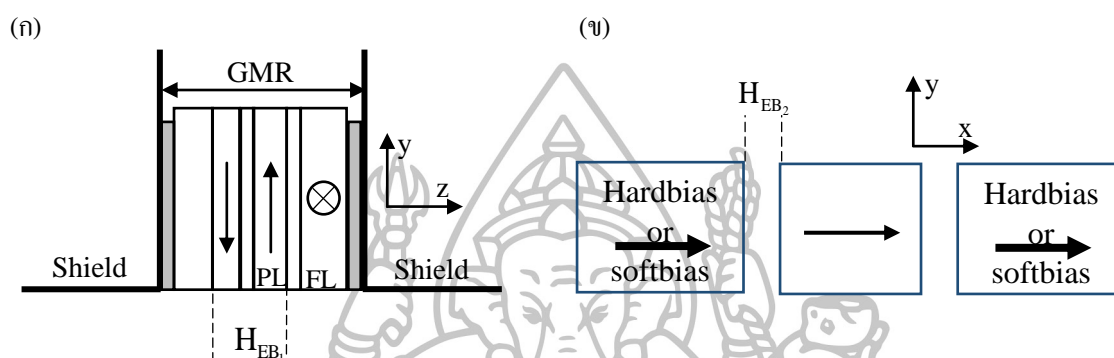 (ก)
GMR
y
z
Shield
PL
FL
Shield
H_EB₁
(ข)
H_EB₂
y
x
Hardbias
or
softbias
Hardbias
or
softbias